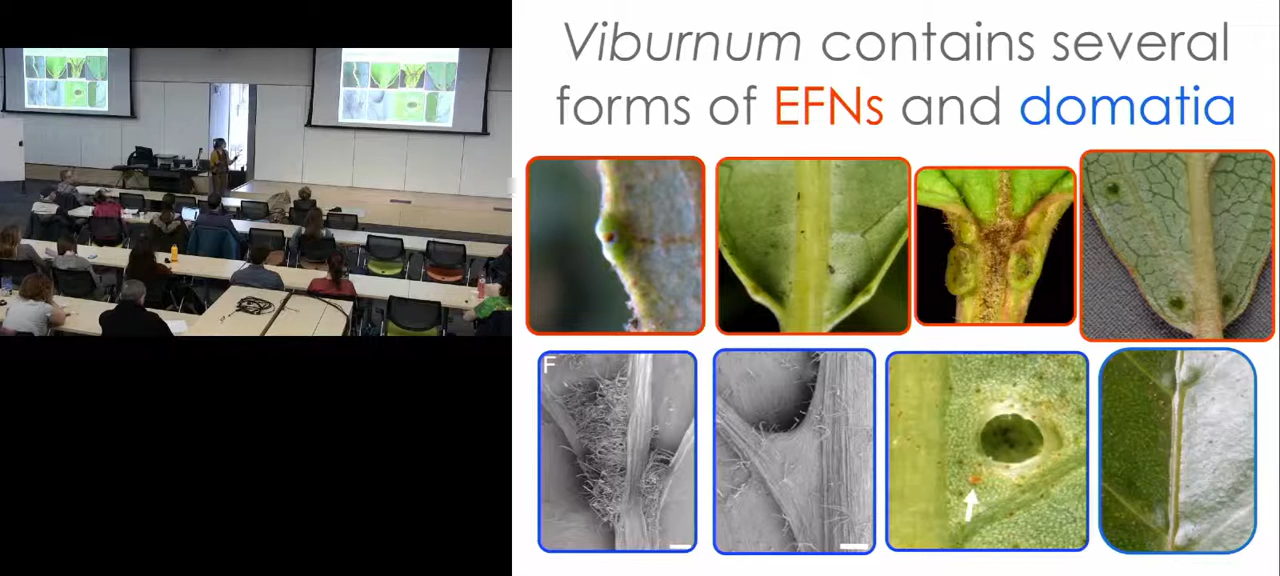 Viburnum contains several
forms of EFNs and domatia
F